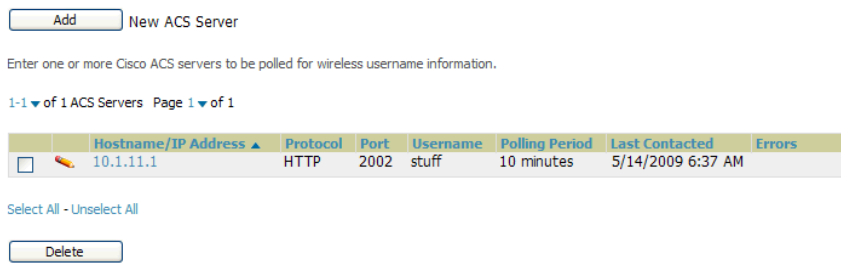 Add New ACS Server
Enter one or more Cisco ACS servers to be polled for wireless username information.
1-1 of 1 ACS Servers Page 1 of 1
Hostname/IP Address Protocol Port Username Polling Period Last Contacted Errors
10.1.11.1 HTTP 2002 stuff 10 minutes 5/14/2009 6:37 AM
Select All - Unselect All
Delete